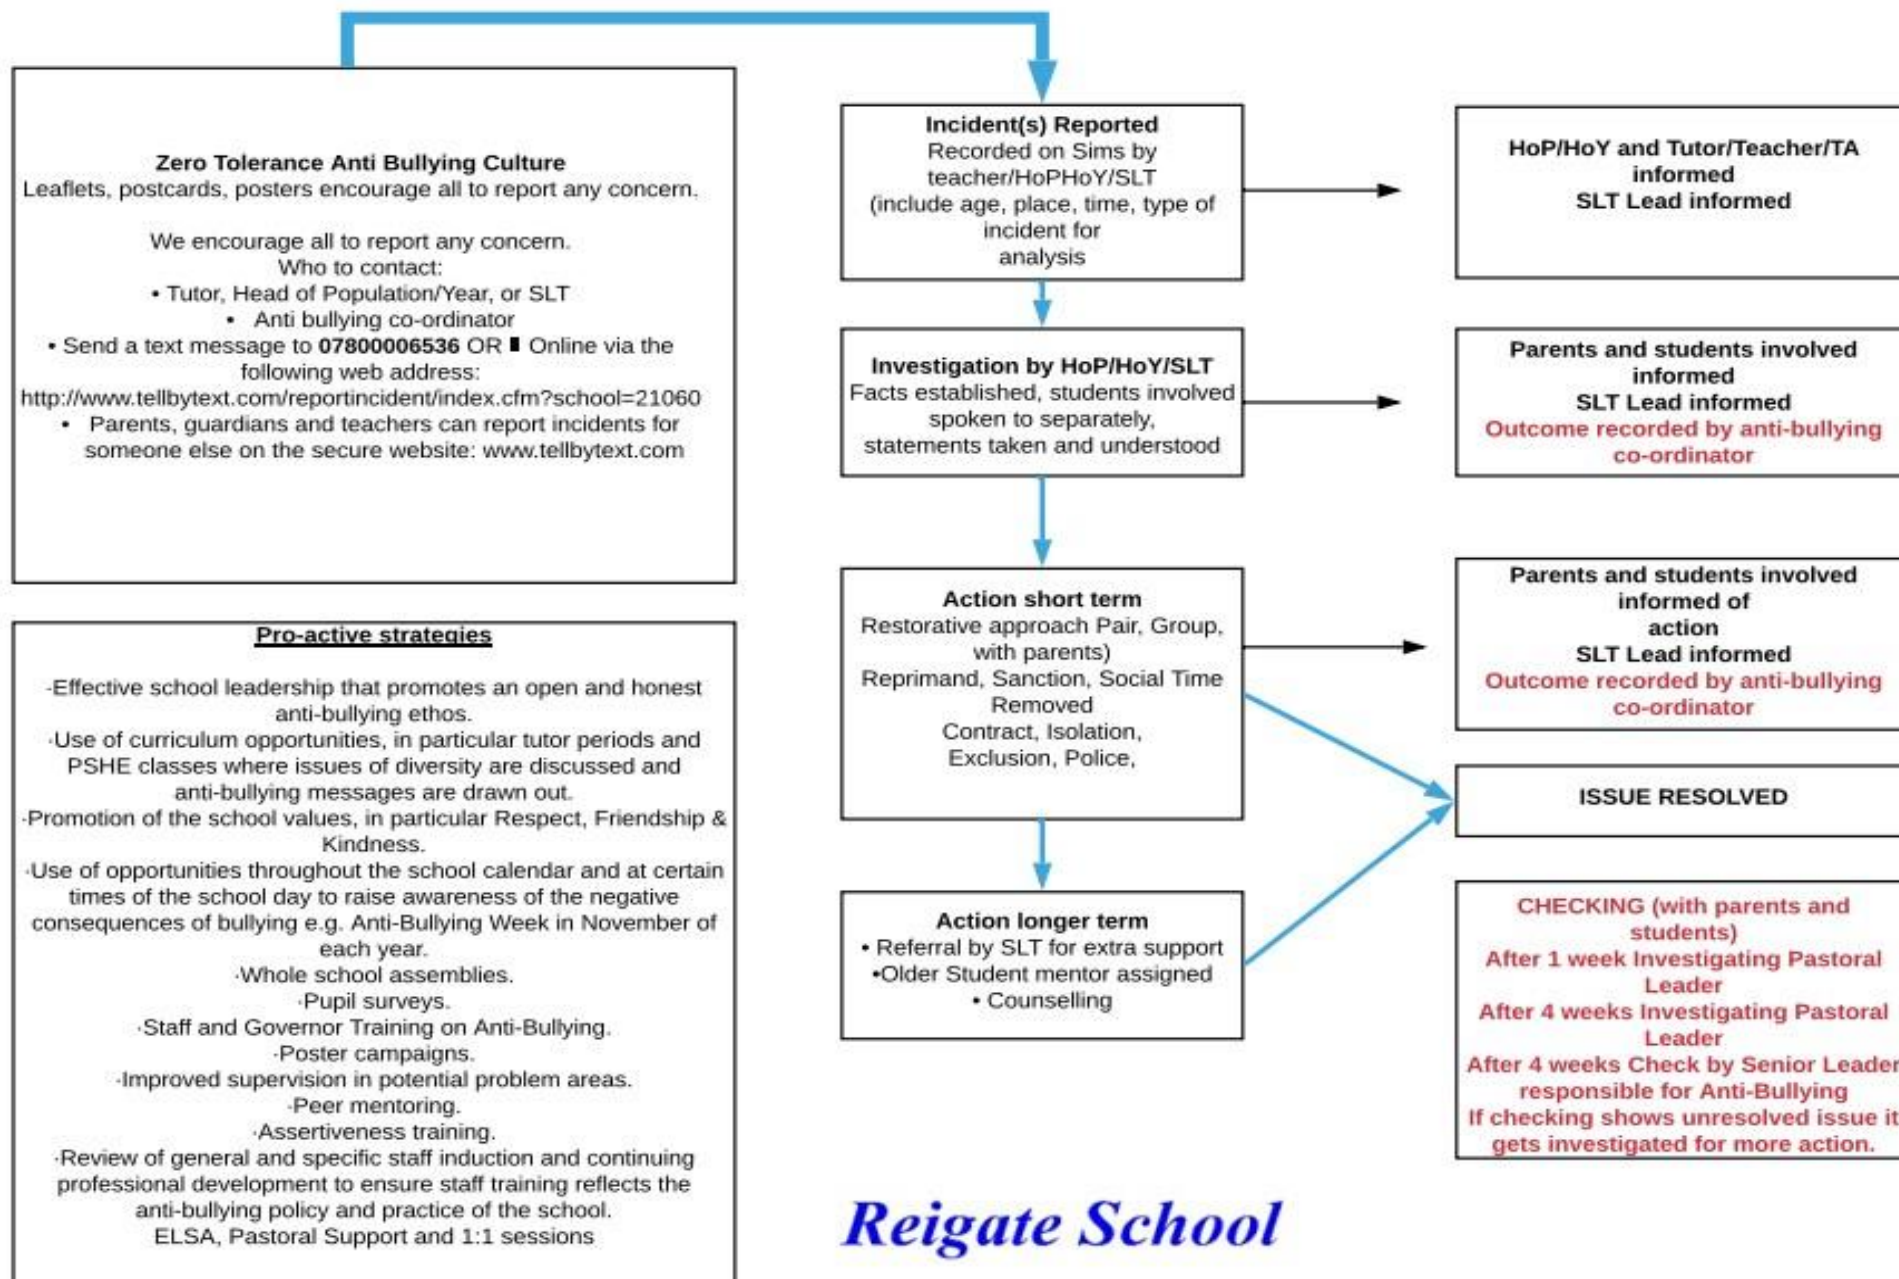 Zero Tolerance Anti Bullying Culture
Leaflets, postcards, posters encourage all to report any concern.
We encourage all to report any concern.
Who to contact:
• Tutor, Head of Population/Year, or SLT
• Anti bullying co-ordinator
• Send a text message to 07800006536 OR ▮ Online via the
following web address:
http://www.tellbytext.com/reportincident/index.cfm?school=21060
• Parents, guardians and teachers can report incidents for
someone else on the secure website: www.tellbytext.com
Pro-active strategies
·Effective school leadership that promotes an open and honest
anti-bullying ethos.
·Use of curriculum opportunities, in particular tutor periods and
PSHE classes where issues of diversity are discussed and
anti-bullying messages are drawn out.
·Promotion of the school values, in particular Respect, Friendship &
Kindness.
·Use of opportunities throughout the school calendar and at certain
times of the school day to raise awareness of the negative
consequences of bullying e.g. Anti-Bullying Week in November of
each year.
·Whole school assemblies.
·Pupil surveys.
·Staff and Governor Training on Anti-Bullying.
·Poster campaigns.
·Improved supervision in potential problem areas.
·Peer mentoring.
·Assertiveness training.
·Review of general and specific staff induction and continuing
professional development to ensure staff training reflects the
anti-bullying policy and practice of the school.
ELSA, Pastoral Support and 1:1 sessions
Incident(s) Reported
Recorded on Sims by
teacher/HoPHoY/SLT
(include age, place, time, type of
incident for
analysis
HoP/HoY and Tutor/Teacher/TA
informed
SLT Lead informed
Investigation by HoP/HoY/SLT
Facts established, students involved
spoken to separately,
statements taken and understood
Parents and students involved
informed
SLT Lead informed
Outcome recorded by anti-bullying
co-ordinator
Action short term
Restorative approach Pair, Group,
with parents)
Reprimand, Sanction, Social Time
Removed
Contract, Isolation,
Exclusion, Police,
Parents and students involved
informed of
action
SLT Lead informed
Outcome recorded by anti-bullying
co-ordinator
ISSUE RESOLVED
Action longer term
• Referral by SLT for extra support
•Older Student mentor assigned
• Counselling
CHECKING (with parents and
students)
After 1 week Investigating Pastoral
Leader
After 4 weeks Investigating Pastoral
Leader
After 4 weeks Check by Senior Leader
responsible for Anti-Bullying
If checking shows unresolved issue it
gets investigated for more action.
Reigate School